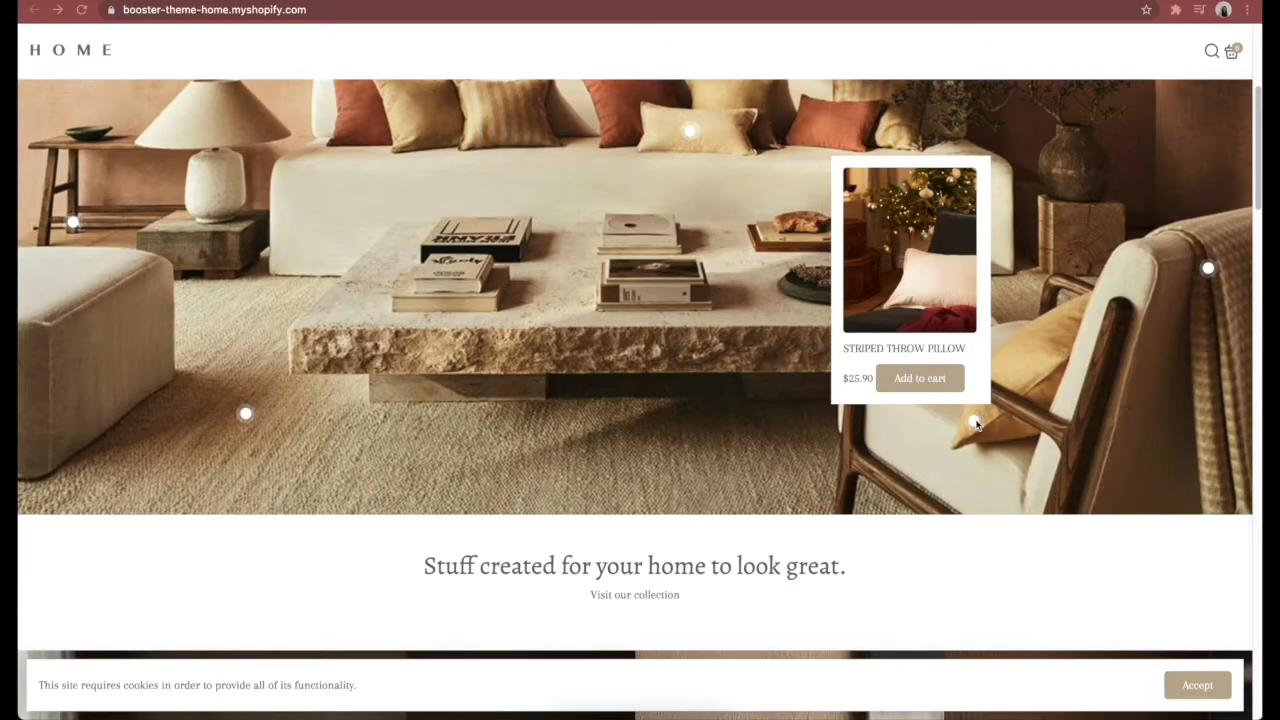 booster-theme-home.myshopify.com
HOME
0
STRIPED THROW PILLOW
$25.90 Add to cart
Stuff created for your home to look great.
Visit our collection
This site requires cookies in order to provide all of its functionality.
Accept